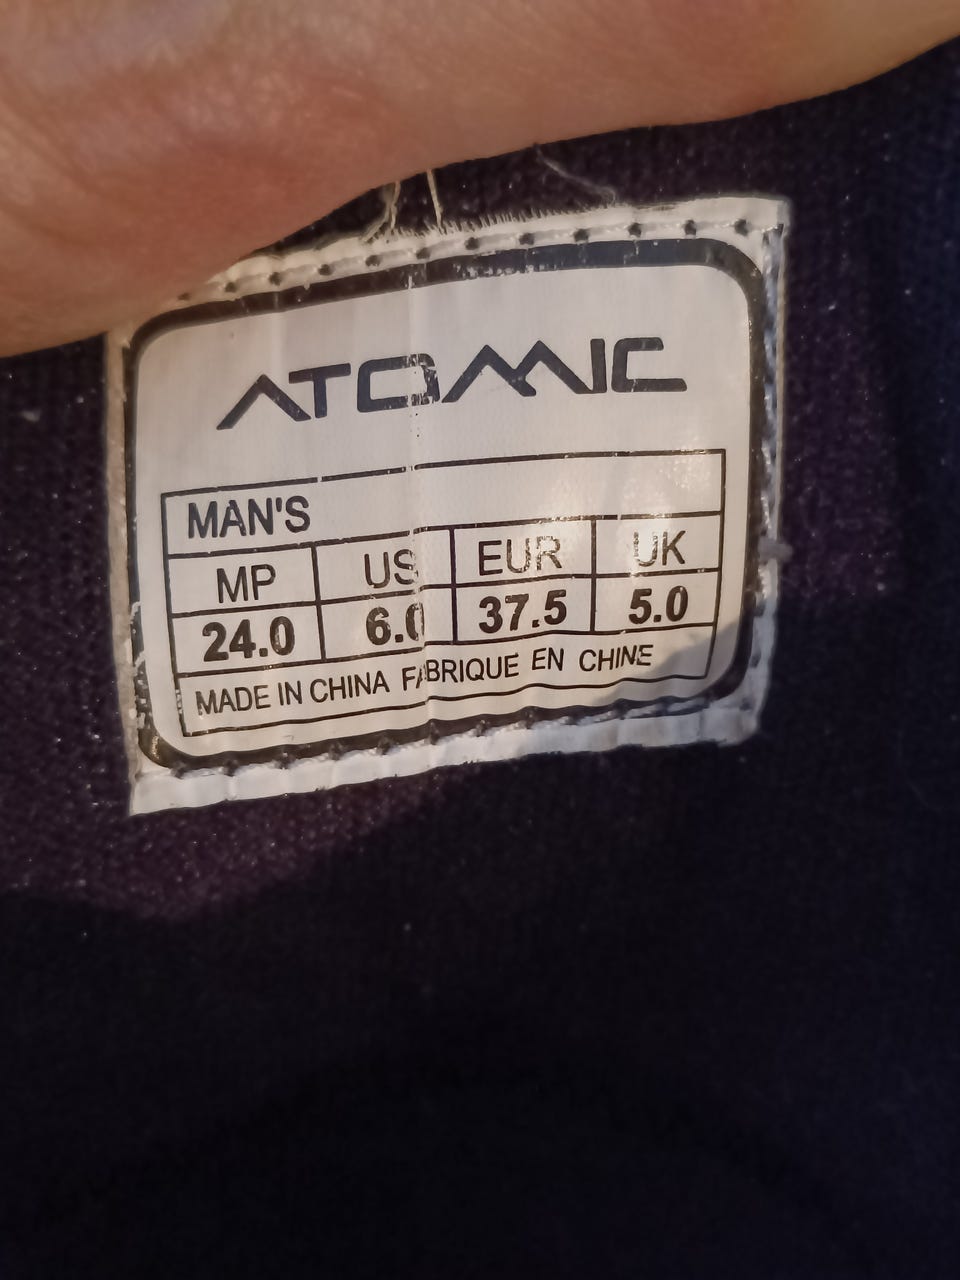 ATOMIC
MAN'S
MP US EUR UK
24.0 6.0 37.5 5.0
MADE IN CHINA FABRIQUE EN CHINE